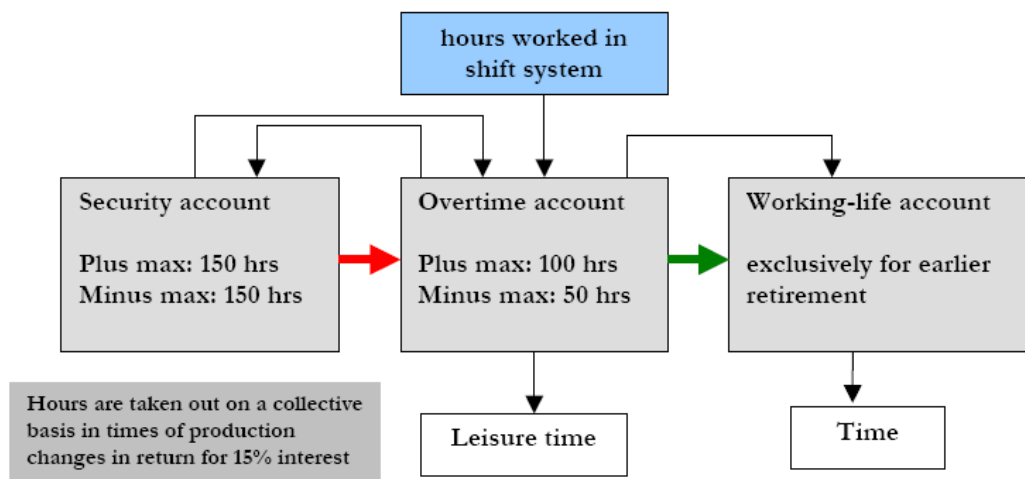 hours worked in
shift system
Security account
Plus max: 150 hrs
Minus max: 150 hrs
Overtime account
Plus max: 100 hrs
Minus max: 50 hrs
Working-life account
exclusively for earlier
retirement
Hours are taken out on a collective
basis in times of production
changes in return for 15% interest
Leisure time
Time